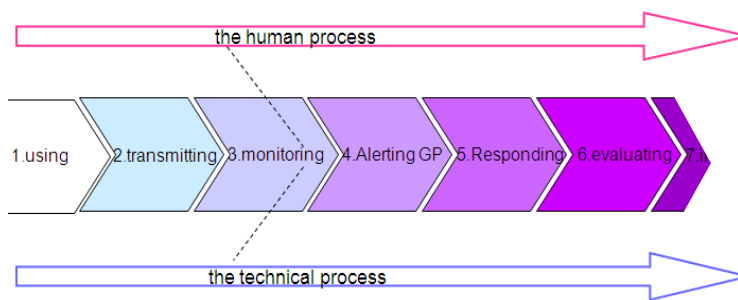 the human process
1.using
2.transmitting
3.monitoring
4.Alerting GP
5.Responding
6.evaluating
7.
the technical process